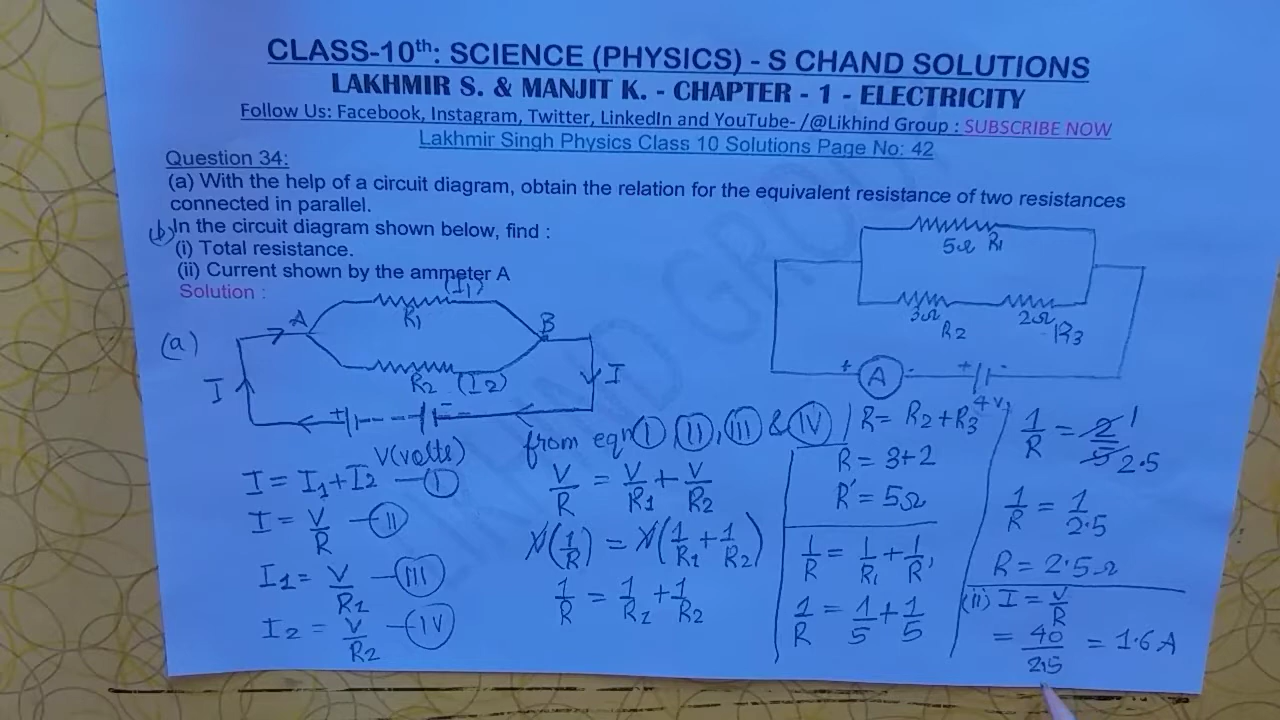 CLASS-10th: SCIENCE (PHYSICS) - S CHAND SOLUTIONS
LAKHMIR S. & MANJIT K. - CHAPTER - 1 - ELECTRICITY
Follow Us: Facebook, Instagram, Twitter, LinkedIn and YouTube- /@Likhind Group : SUBSCRIBE NOW
Lakhmir Singh Physics Class 10 Solutions Page No: 42
Question 34:
(a) With the help of a circuit diagram, obtain the relation for the equivalent resistance of two resistances
connected in parallel.
(b) In the circuit diagram shown below, find :
(i) Total resistance.
(ii) Current shown by the ammeter A
Solution :
(a)
A
(I1)
R1
B
I
R2 (I2)
I
+ -
V(volts)
I = I1+I2 — I
I = V/R — II
I1 = V/R1 — III
I2 = V/R2 — IV
from eqn I, II, III & IV
V/R = V/R1 + V/R2
V(1/R) = V(1/R1 + 1/R2)
1/R = 1/R1 + 1/R2
5Ω R1
3Ω 2Ω
R2 R3
+ A - + -
4V
R = R2 + R3
R = 3+2
R' = 5Ω
1/R = 1/R1 + 1/R'
1/R = 1/5 + 1/5
1/R = 2/5 1 2.5
1/R = 1/2.5
R = 2.5Ω
(ii) I = V/R
= 40/25 = 1.6 A
LIKHIND GROUP